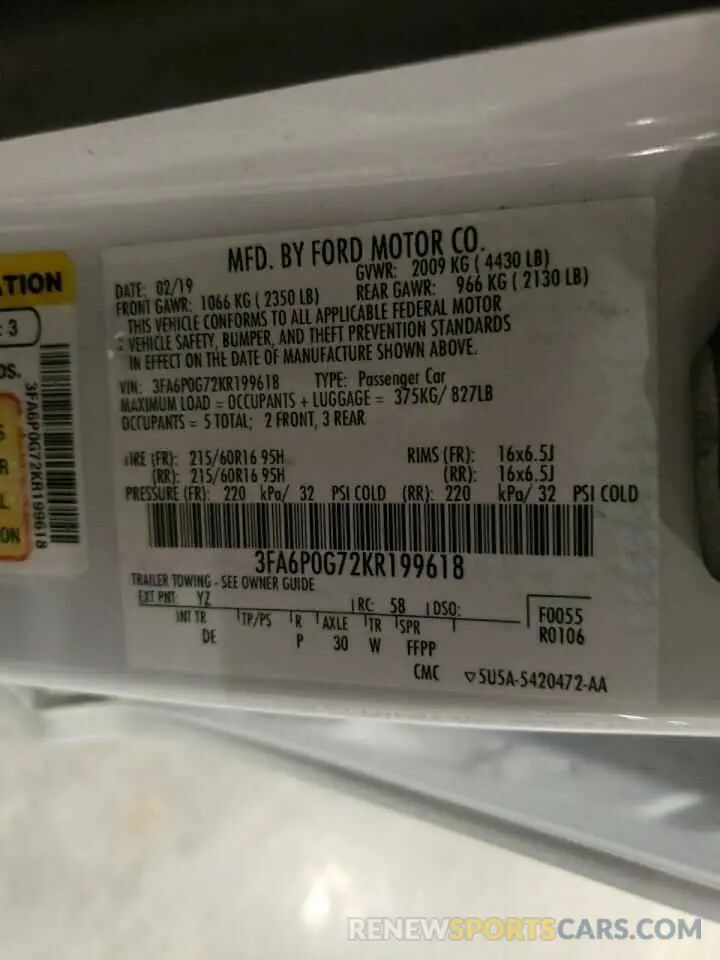 MFD. BY FORD MOTOR CO.
DATE: 02/19 GVWR: 2009 KG ( 4430 LB)
FRONT GAWR: 1066 KG ( 2350 LB) REAR GAWR: 966 KG ( 2130 LB)
THIS VEHICLE CONFORMS TO ALL APPLICABLE FEDERAL MOTOR
VEHICLE SAFETY, BUMPER, AND THEFT PREVENTION STANDARDS
IN EFFECT ON THE DATE OF MANUFACTURE SHOWN ABOVE.
VIN: 3FA6P0G72KR199618 TYPE: Passenger Car
MAXIMUM LOAD = OCCUPANTS + LUGGAGE = 375KG/ 827LB
OCCUPANTS = 5 TOTAL; 2 FRONT, 3 REAR
TIRE (FR): 215/60R16 95H RIMS (FR): 16x6.5J
(RR): 215/60R16 95H (RR): 16x6.5J
PRESSURE (FR): 220 kPa/ 32 PSI COLD (RR): 220 kPa/ 32 PSI COLD
3FA6P0G72KR199618
TRAILER TOWING - SEE OWNER GUIDE
EXT PNT: YZ RC: 58 DSO:
INT TR TP/PS R AXLE TR SPR
DE P 30 W FFPP
F0055
R0106
CMC ▽5U5A-5420472-AA
TION
: 3
OS.
3FA6P0G72KR199618
S
R
L
ON
RENEWSPORTSCARS.COM